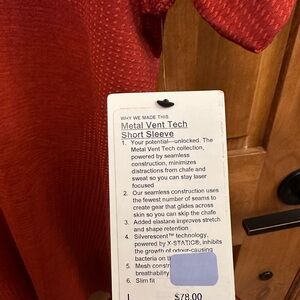 WHY WE MADE THIS
Metal Vent Tech
Short Sleeve
1. Your potential—unlocked. The
Metal Vent Tech collection,
powered by seamless
construction, minimizes
distractions from chafe and
sweat so you can stay laser
focused
2. Our seamless construction uses
the fewest number of seams to
create gear that glides across
skin so you can skip the chafe
3. Added elastane improves stretch
and shape retention
4. Silverescent™ technology,
powered by X-STATIC®, inhibits
the growth of odour-causing
bacteria on
5. Mesh const
breathability
6. Slim fit
L $78.00